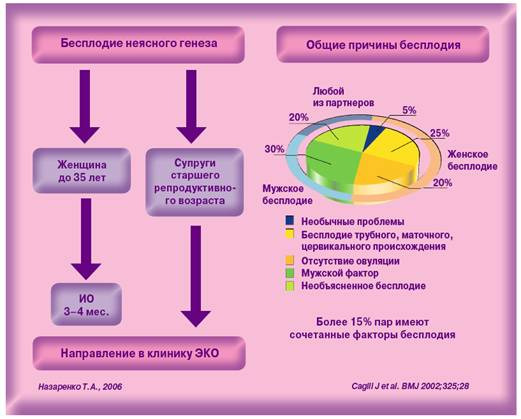 Бесплодие неясного генеза
Женщина
до 35 лет
Супруги
старшего
репродуктивно-
го возраста
ИО
3–4 мес.
Направление в клинику ЭКО
Назаренко Т.А., 2006
Общие причины бесплодия
Любой
из партнеров
5%
20%
25%
30%
Женское
бесплодие
20%
Мужское
бесплодие
Необычные проблемы
Бесплодие трубного, маточного,
цервикального происхождения
Отсутствие овуляции
Мужской фактор
Необъясненное бесплодие
Более 15% пар имеют
сочетанные факторы бесплодия
Cagill J et al. BMJ 2002;325;28